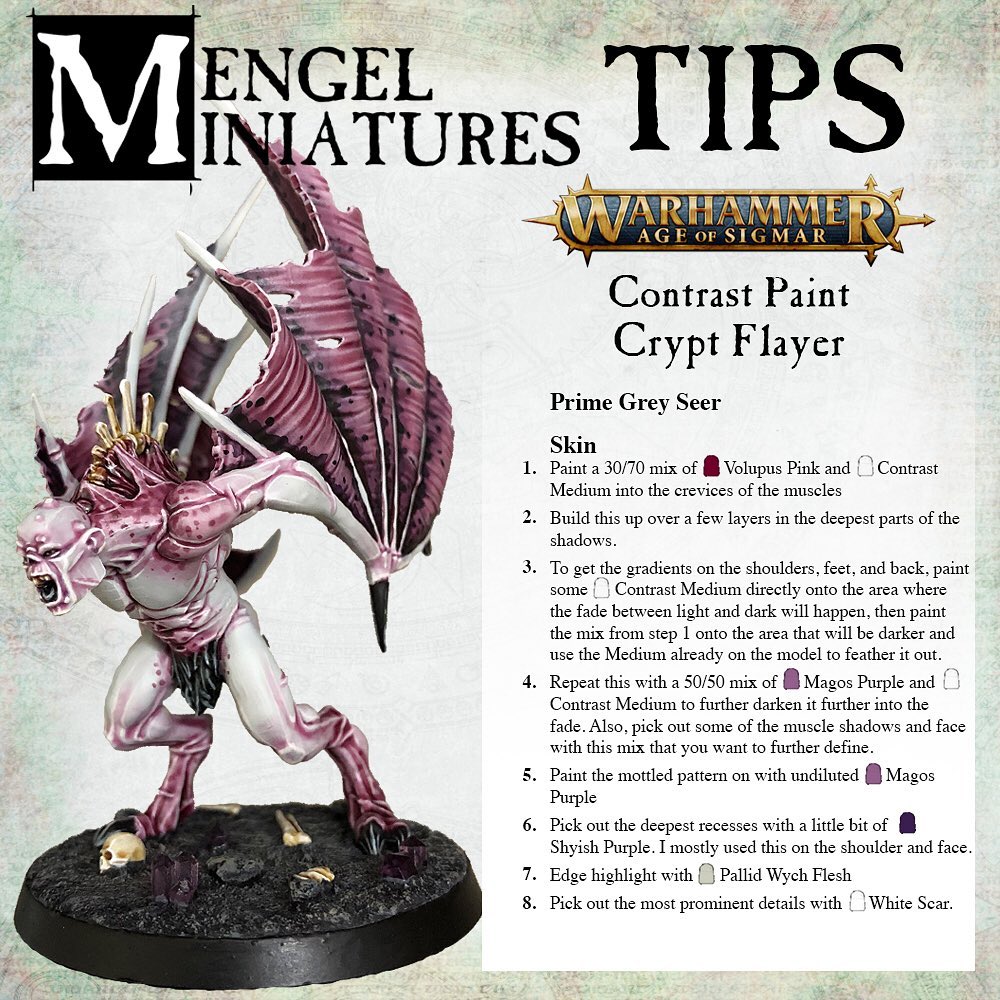 MENGEL
MINIATURES
TIPS
WARHAMMER
AGE OF SIGMAR
Contrast Paint
Crypt Flayer
Prime Grey Seer
Skin
1. Paint a 30/70 mix of Volupus Pink and Contrast
Medium into the crevices of the muscles
2. Build this up over a few layers in the deepest parts of the
shadows.
3. To get the gradients on the shoulders, feet, and back, paint
some Contrast Medium directly onto the area where
the fade between light and dark will happen, then paint
the mix from step 1 onto the area that will be darker and
use the Medium already on the model to feather it out.
4. Repeat this with a 50/50 mix of Magos Purple and
Contrast Medium to further darken it further into the
fade. Also, pick out some of the muscle shadows and face
with this mix that you want to further define.
5. Paint the mottled pattern on with undiluted Magos
Purple
6. Pick out the deepest recesses with a little bit of
Shyish Purple. I mostly used this on the shoulder and face.
7. Edge highlight with Pallid Wych Flesh
8. Pick out the most prominent details with White Scar.